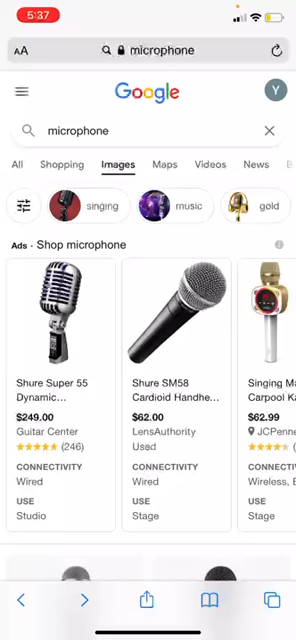 5:37
AA microphone
Google
Y
microphone
All Shopping Images Maps Videos News
singing music gold
Ads · Shop microphone
Shure Super 55
Dynamic...
$249.00
Guitar Center
(246)
CONNECTIVITY
Wired
USE
Studio
Shure SM58
Cardioid Handhe...
$62.00
LensAuthority
Used
CONNECTIVITY
Wired
USE
Stage
Singing Ma
Carpool Ka
$62.99
JCPenne
CONNECTIVITY
Wireless, B
USE
Stage